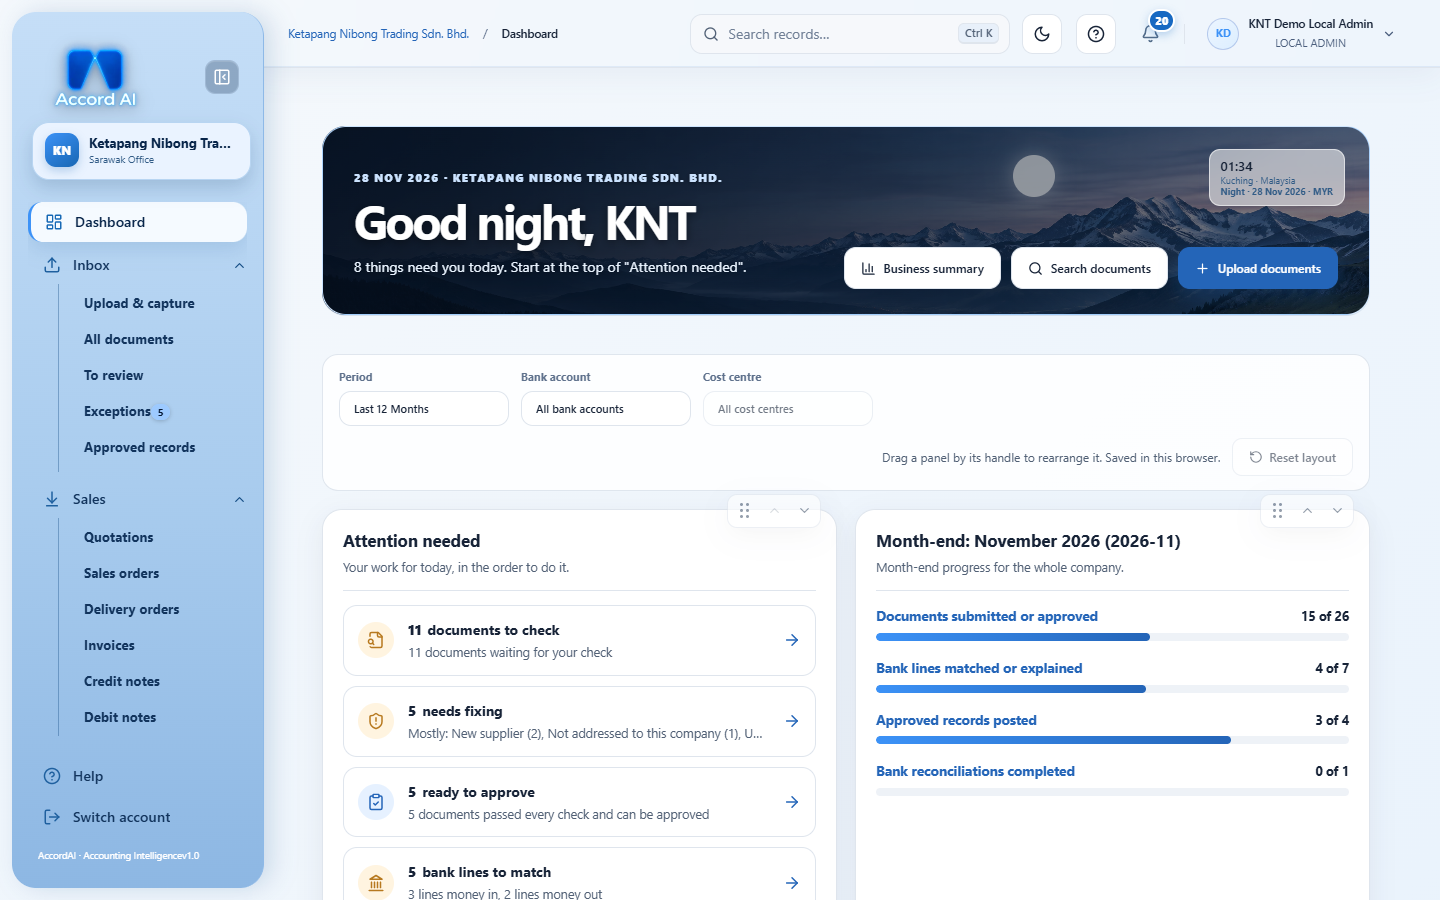 Accord AI
KN
Ketapang Nibong Tra...
Sarawak Office
Dashboard
Inbox
Upload & capture
All documents
To review
Exceptions 5
Approved records
Sales
Quotations
Sales orders
Delivery orders
Invoices
Credit notes
Debit notes
Help
Switch account
AccordAI · Accounting Intelligencev1.0
Ketapang Nibong Trading Sdn. Bhd. / Dashboard
Search records...
Ctrl K
20
KD
KNT Demo Local Admin
LOCAL ADMIN
28 NOV 2026 · KETAPANG NIBONG TRADING SDN. BHD.
Good night, KNT
8 things need you today. Start at the top of "Attention needed".
01:34
Kuching · Malaysia
Night · 28 Nov 2026 · MYR
Business summary
Search documents
Upload documents
Period
Last 12 Months
Bank account
All bank accounts
Cost centre
All cost centres
Drag a panel by its handle to rearrange it. Saved in this browser.
Reset layout
Attention needed
Your work for today, in the order to do it.
11 documents to check
11 documents waiting for your check
5 needs fixing
Mostly: New supplier (2), Not addressed to this company (1), U...
5 ready to approve
5 documents passed every check and can be approved
5 bank lines to match
3 lines money in, 2 lines money out
Month-end: November 2026 (2026-11)
Month-end progress for the whole company.
Documents submitted or approved 15 of 26
Bank lines matched or explained 4 of 7
Approved records posted 3 of 4
Bank reconciliations completed 0 of 1